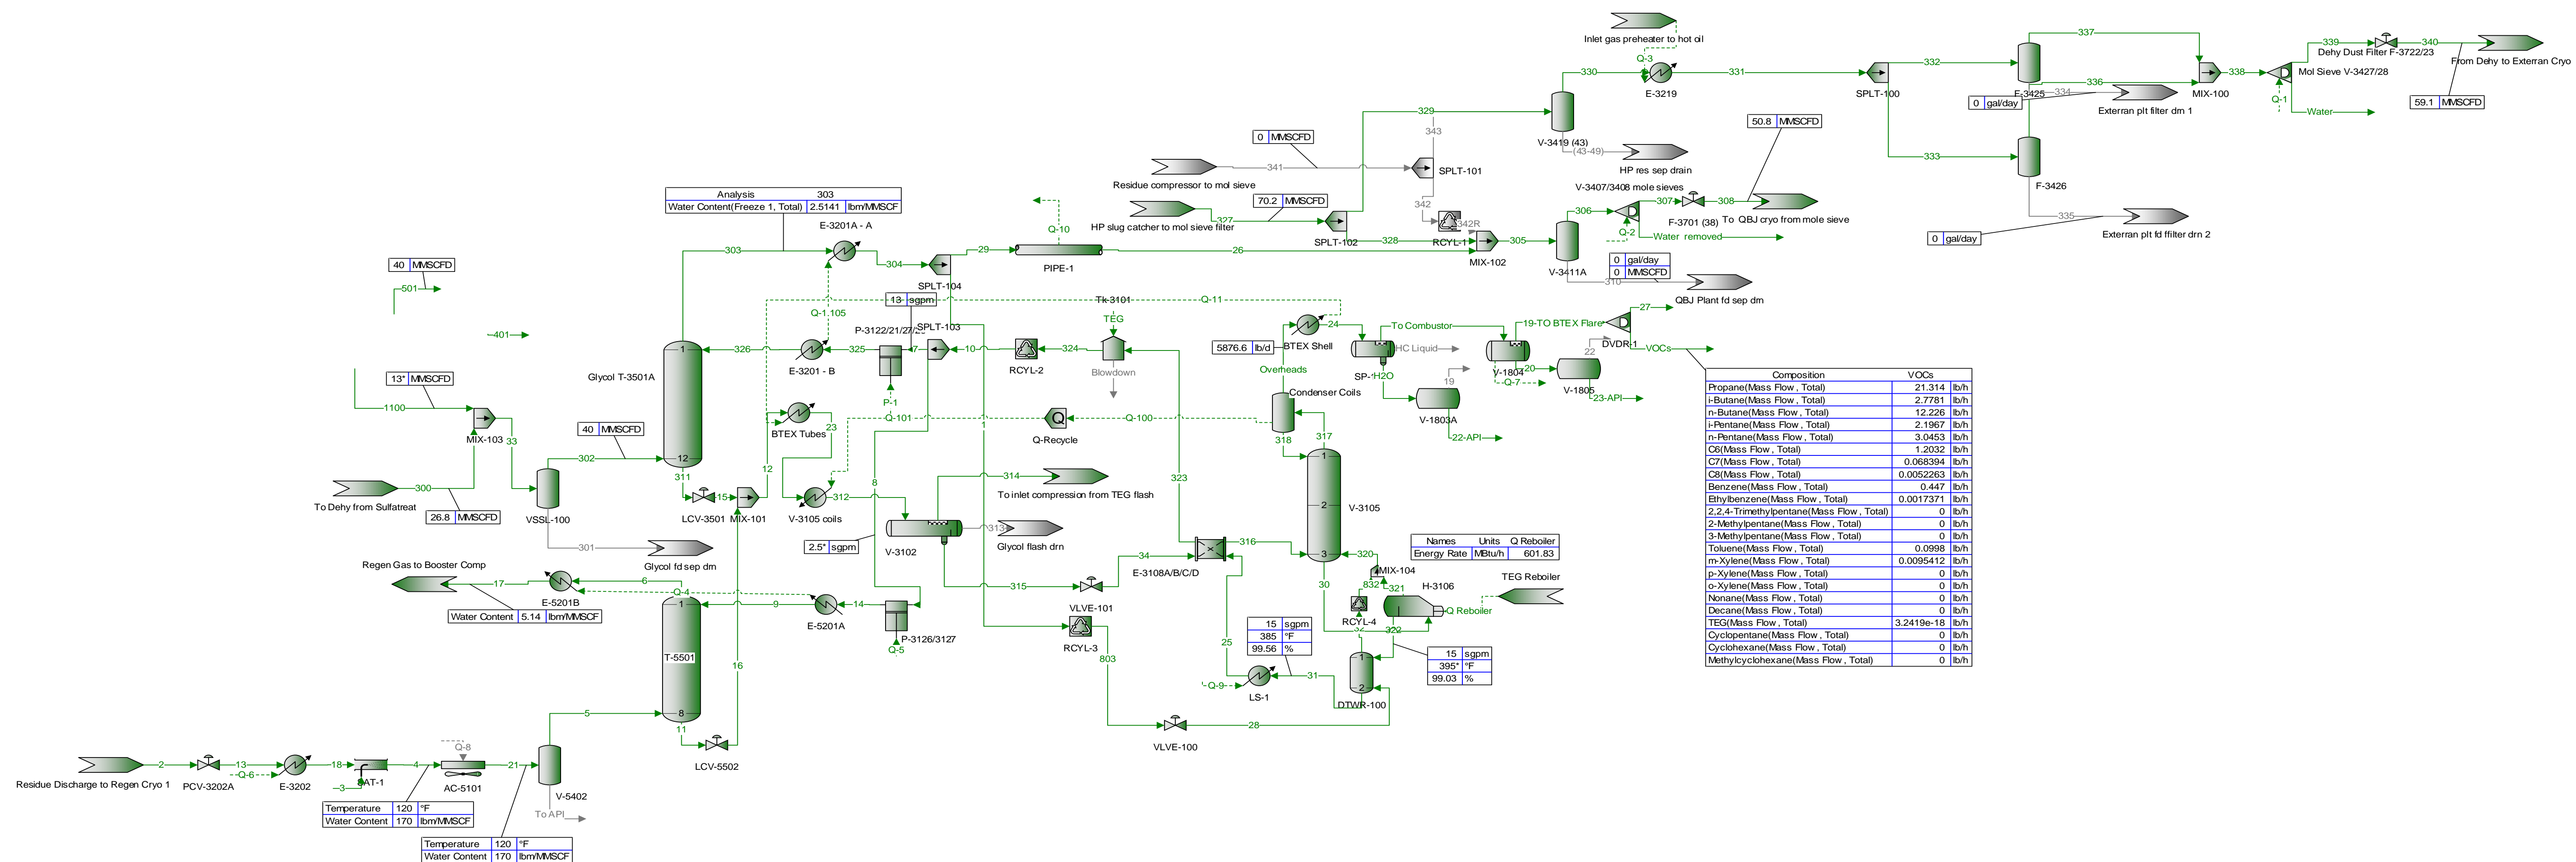 Inlet gas preheater to hot oil
Q-3
330
E-3219
331
SPLT-100
332
333
337
E-3425
336
334
0 gal/day
Exterran plt filter drn 1
MIX-100
338
Mol Sieve V-3427/28
Q-1
Water
339
Dehy Dust Filter F-3722/23
340
From Dehy to Exterran Cryo
59.1 MMSCFD
F-3426
335
0 gal/day
Exterran plt fd ffilter drn 2
329
343
V-3419 (43)
(43-49)
HP res sep drain
0 MMSCFD
341
Residue compressor to mol sieve
SPLT-101
342
342R
RCYL-1
70.2 MMSCFD
327
HP slug catcher to mol sieve filter
SPLT-102
328
MIX-102
305
V-3411A
306
V-3407/3408 mole sieves
Q-2
307
F-3701 (38)
308
To QBJ cryo from mole sieve
50.8 MMSCFD
Water removed
0 gal/day
0 MMSCFD
310
QBJ Plant fd sep drn
Analysis 303
Water Content(Freeze 1, Total) 2.5141 lbm/MMSCF
E-3201A - A
303
304
SPLT-104
29
Q-10
PIPE-1
26
40 MMSCFD
501
401
13* MMSCFD
1100
MIX-103
33
300
To Dehy from Sulfatreat
26.8 MMSCFD
40 MMSCFD
302
VSSL-100
301
Glycol fd sep drn
Glycol T-3501A
1
12
311
LCV-3501
15
MIX-101
12
326
E-3201 - B
Q-1.105
325
13 sgpm
P-3122/21/27/2
P-1
7
SPLT-103
10
RCYL-2
324
Tk-3101
TEG
Blowdown
Q-11
BTEX Tubes
23
Q-101
Q-Recycle
Q-100
V-3105 coils
312
8
1
2.5* sgpm
V-3102
314
To inlet compression from TEG flash
313
Glycol flash drn
315
VLVE-101
34
E-3108A/B/C/D
323
316
5876.6 lb/d
BTEX Shell
Overheads
Condenser Coils
318
317
24
To Combustor
HC Liquid
H2O
19
V-1803A
22-API
V-1804
Q-7
20
19-TO BTEX Flare
22
V-1805
23-API
DVDR-1
27
VOCs
Composition VOCs
Propane(Mass Flow, Total) 21.314 lb/h
i-Butane(Mass Flow, Total) 2.7781 lb/h
n-Butane(Mass Flow, Total) 12.226 lb/h
i-Pentane(Mass Flow, Total) 2.1967 lb/h
n-Pentane(Mass Flow, Total) 3.0453 lb/h
C6(Mass Flow, Total) 1.2032 lb/h
C7(Mass Flow, Total) 0.068394 lb/h
C8(Mass Flow, Total) 0.0052263 lb/h
Benzene(Mass Flow, Total) 0.447 lb/h
Ethylbenzene(Mass Flow, Total) 0.0017371 lb/h
2,2,4-Trimethylpentane(Mass Flow, Total) 0 lb/h
2-Methylpentane(Mass Flow, Total) 0 lb/h
3-Methylpentane(Mass Flow, Total) 0 lb/h
Toluene(Mass Flow, Total) 0.0998 lb/h
m-Xylene(Mass Flow, Total) 0.0095412 lb/h
p-Xylene(Mass Flow, Total) 0 lb/h
o-Xylene(Mass Flow, Total) 0 lb/h
Nonane(Mass Flow, Total) 0 lb/h
Decane(Mass Flow, Total) 0 lb/h
TEG(Mass Flow, Total) 3.2419e-18 lb/h
Cyclopentane(Mass Flow, Total) 0 lb/h
Cyclohexane(Mass Flow, Total) 0 lb/h
Methylcyclohexane(Mass Flow, Total) 0 lb/h
1
2
3
V-3105
320
30
Names Units Q Reboiler
Energy Rate MBtu/h 601.83
MIX-104
832
321
H-3106
TEG Reboiler
Q Reboiler
RCYL-4
322
15 sgpm
385 °F
99.56 %
15 sgpm
395* °F
99.03 %
25
Q-9
LS-1
31
1
2
DTWR-100
28
VLVE-100
803
RCYL-3
Regen Gas to Booster Comp
17
E-5201B
6
Q-4
Water Content 5.14 lbm/MMSCF
1
T-5501
8
9
E-5201A
14
P-3126/3127
Q-5
16
11
LCV-5502
5
2
Residue Discharge to Regen Cryo 1
PCV-3202A
13
Q-6
E-3202
18
SAT-1
3
4
Q-8
AC-5101
21
V-5402
To API
Temperature 120 °F
Water Content 170 lbm/MMSCF
Temperature 120 °F
Water Content 170 lbm/MMSCF